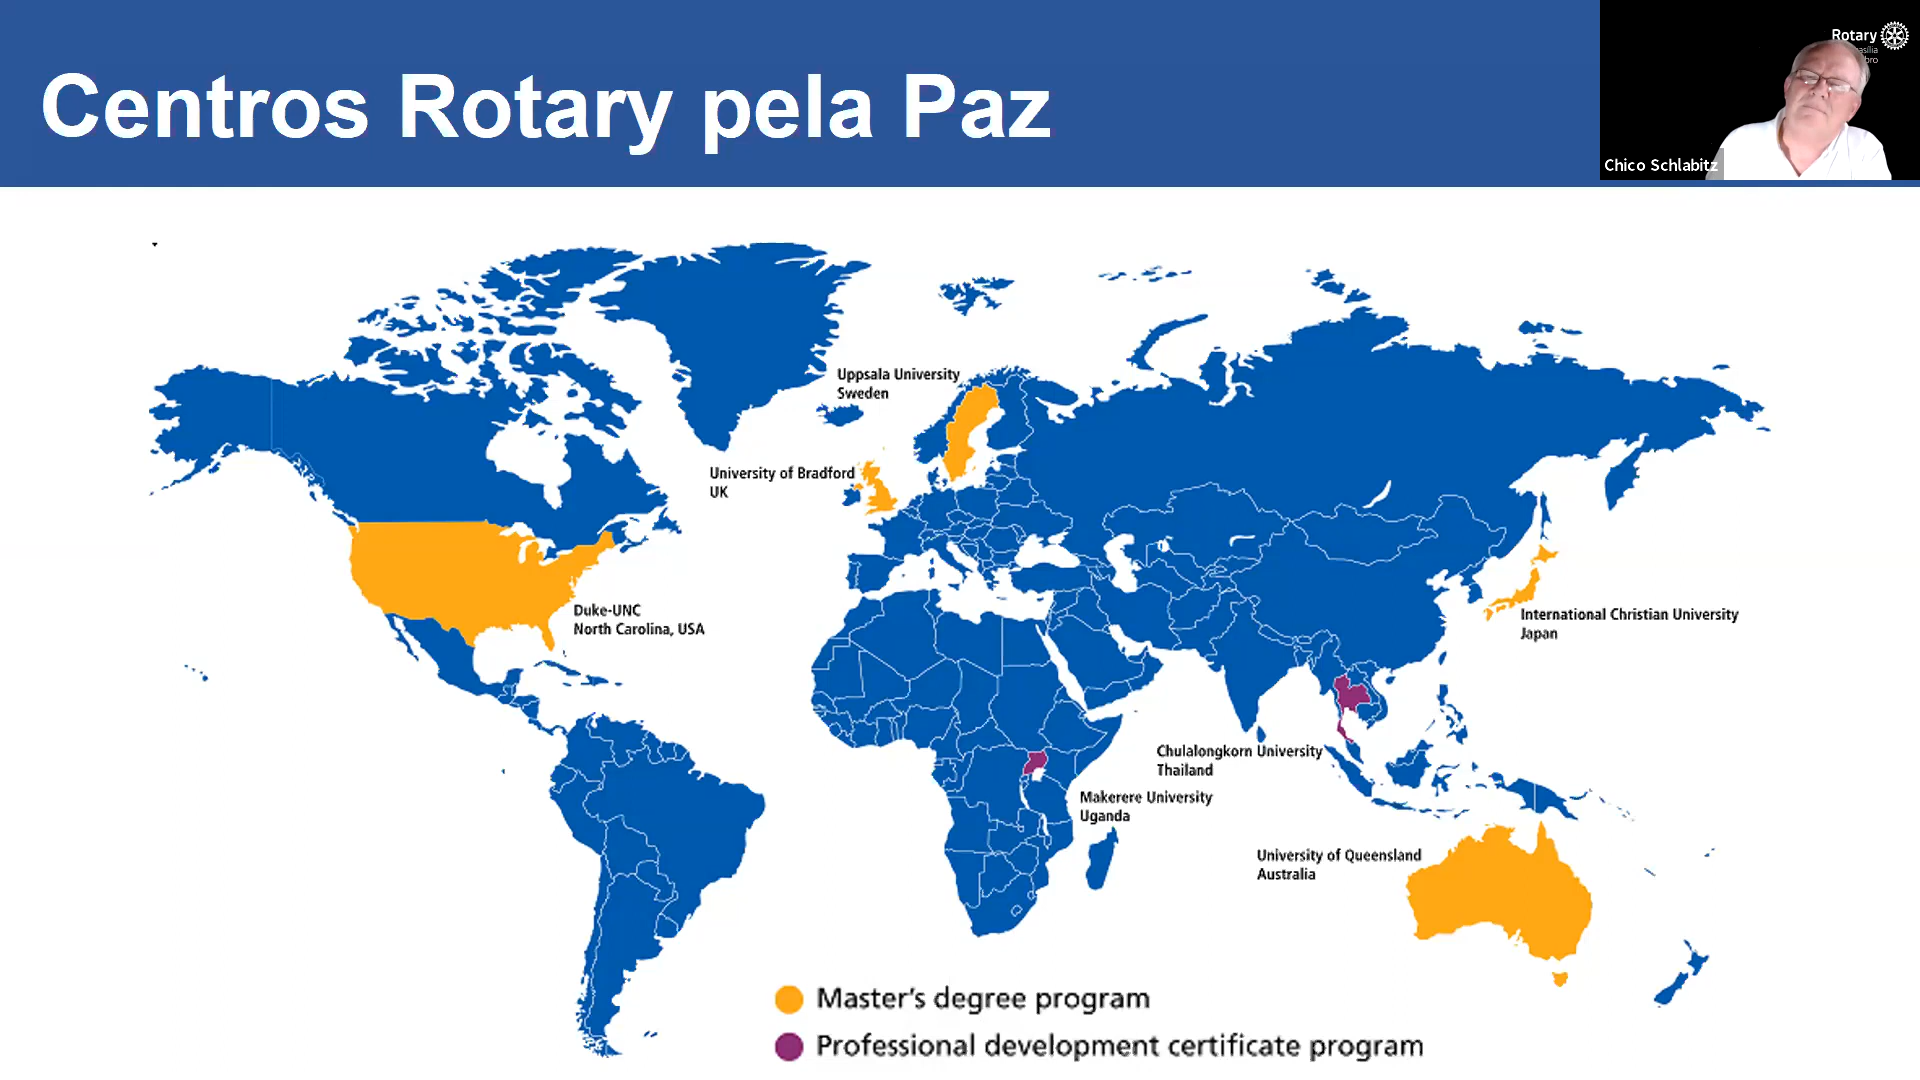 Centros Rotary pela Paz
Rotary
Chico Schlabitz
Uppsala University
Sweden
University of Bradford
UK
Duke-UNC
North Carolina, USA
International Christian University
Japan
Chulalongkorn University
Thailand
Makerere University
Uganda
University of Queensland
Australia
Master's degree program
Professional development certificate program